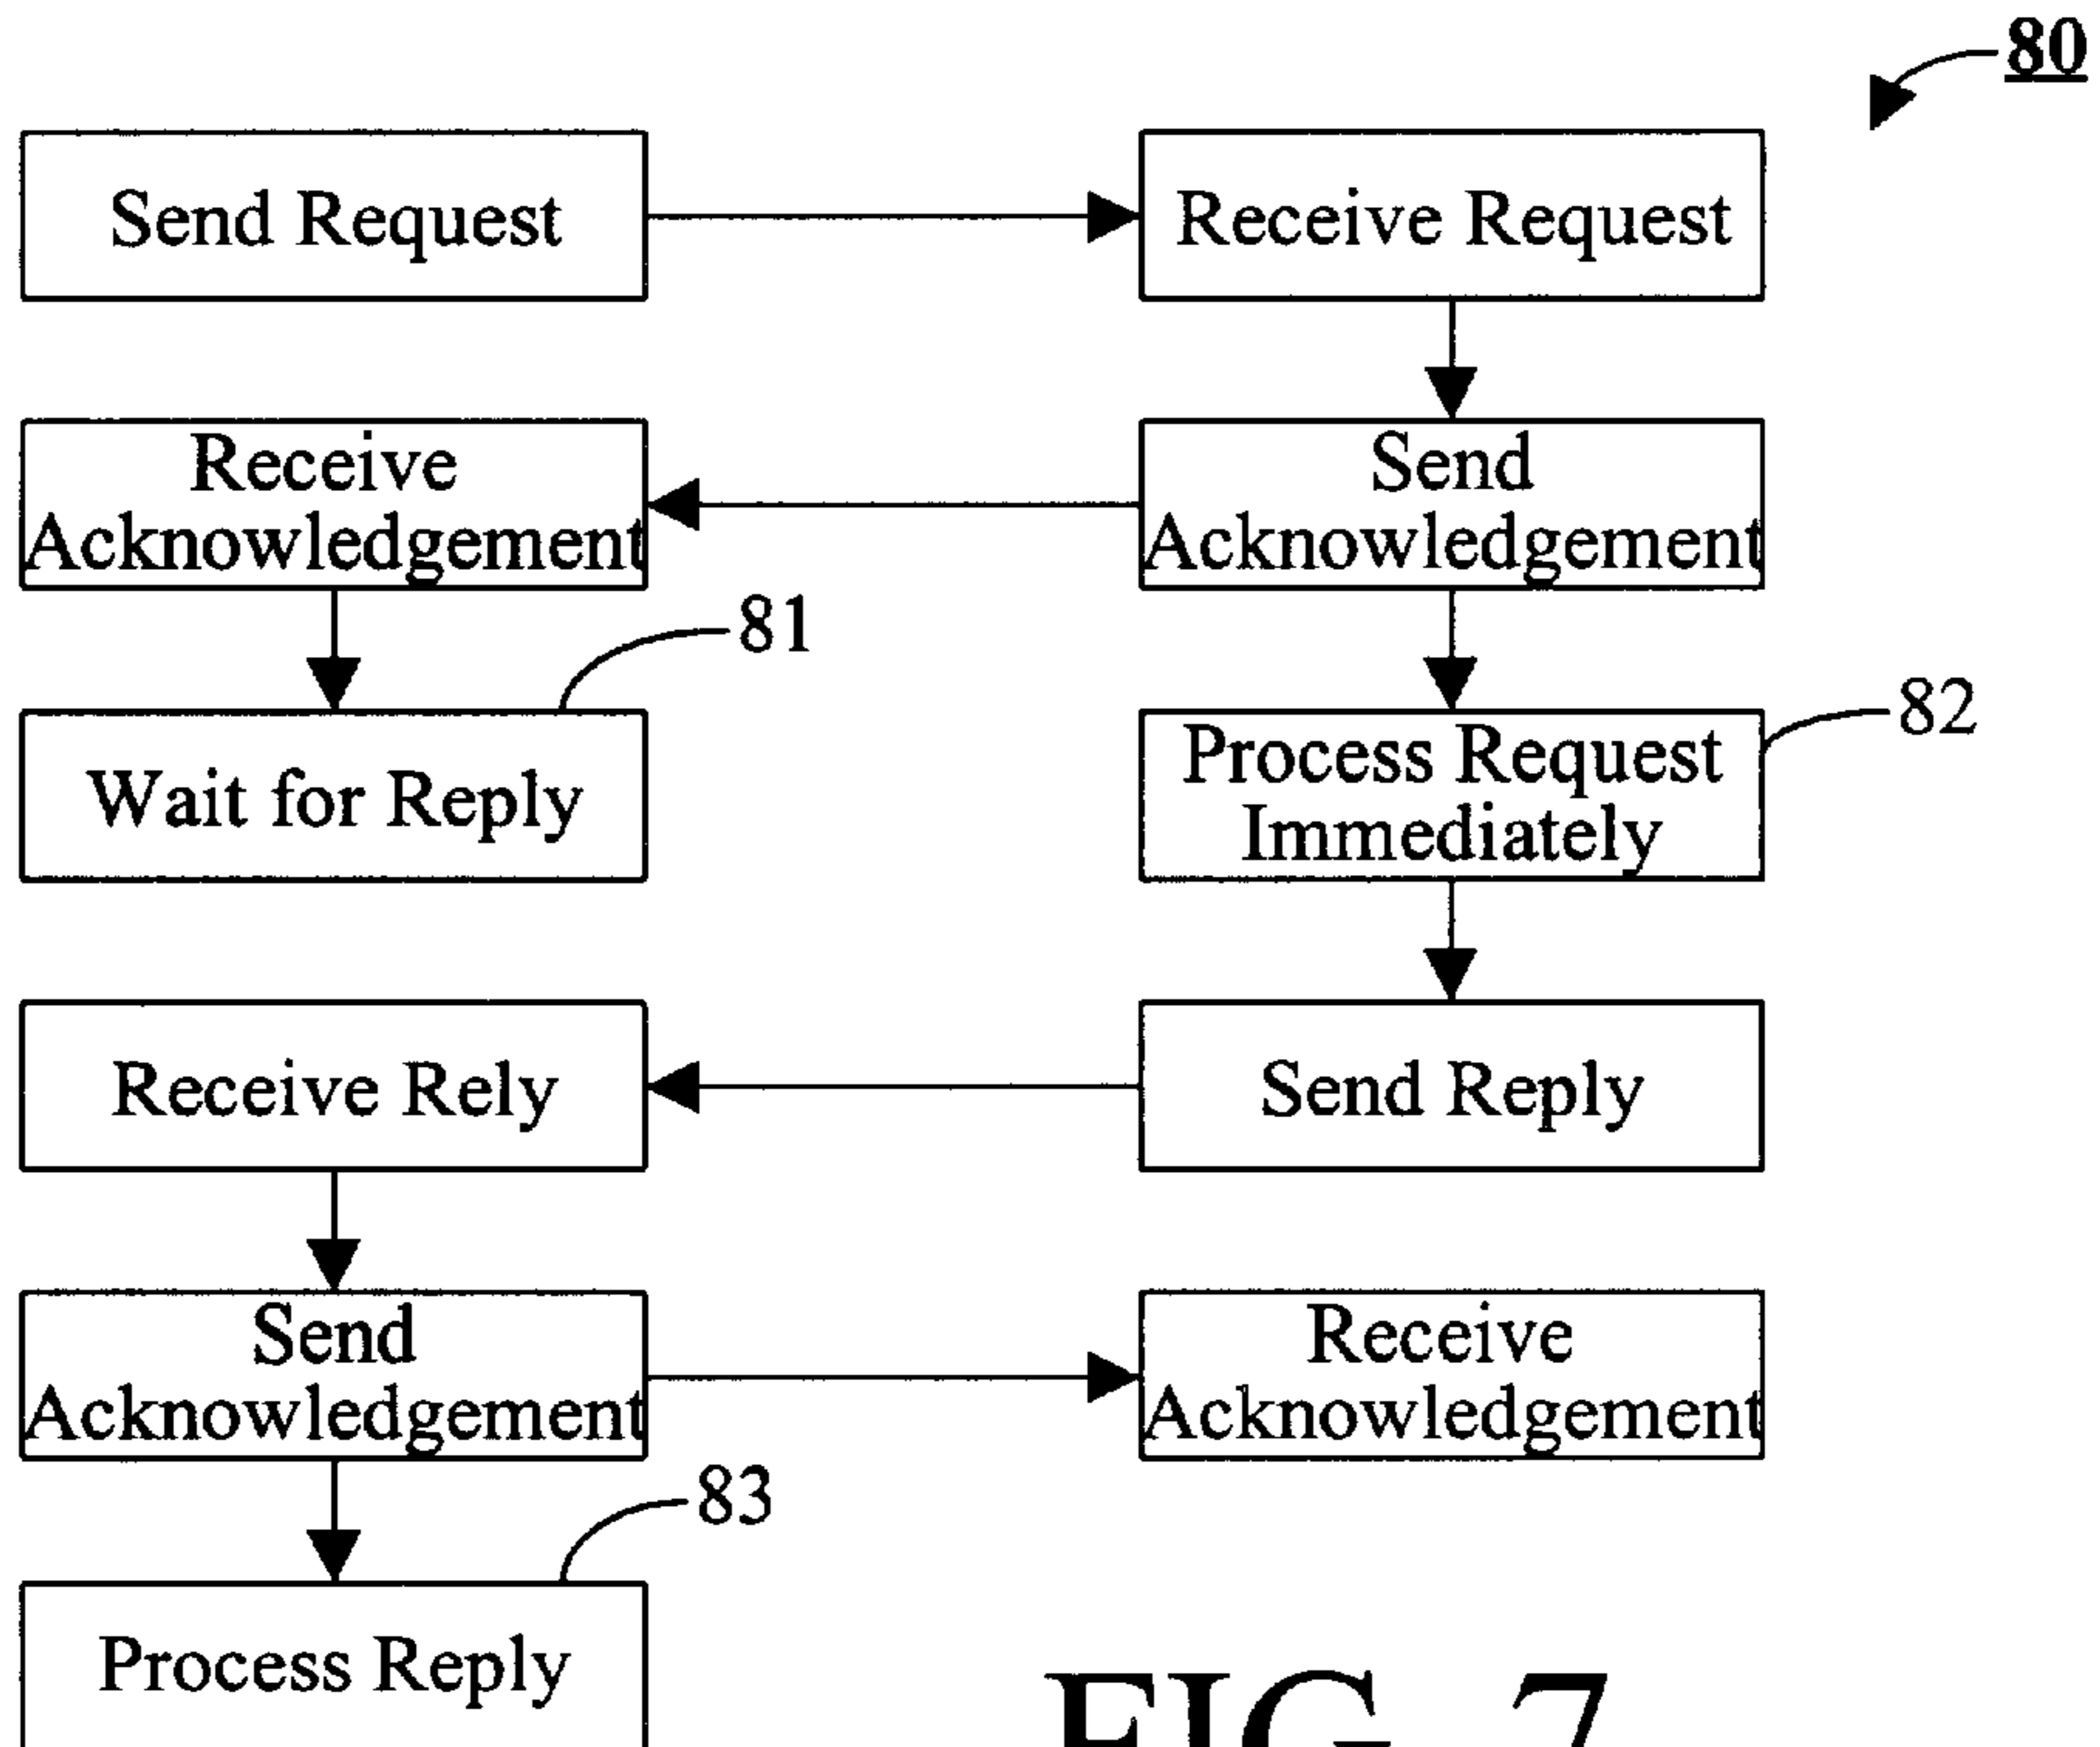 80
Send Request
Receive Request
Receive
Acknowledgement
Send
Acknowledgement
81
82
Wait for Reply
Process Request
Immediately
Receive Rely
Send Reply
Send
Acknowledgement
Receive
Acknowledgement
83
Process Reply
FIG. 7